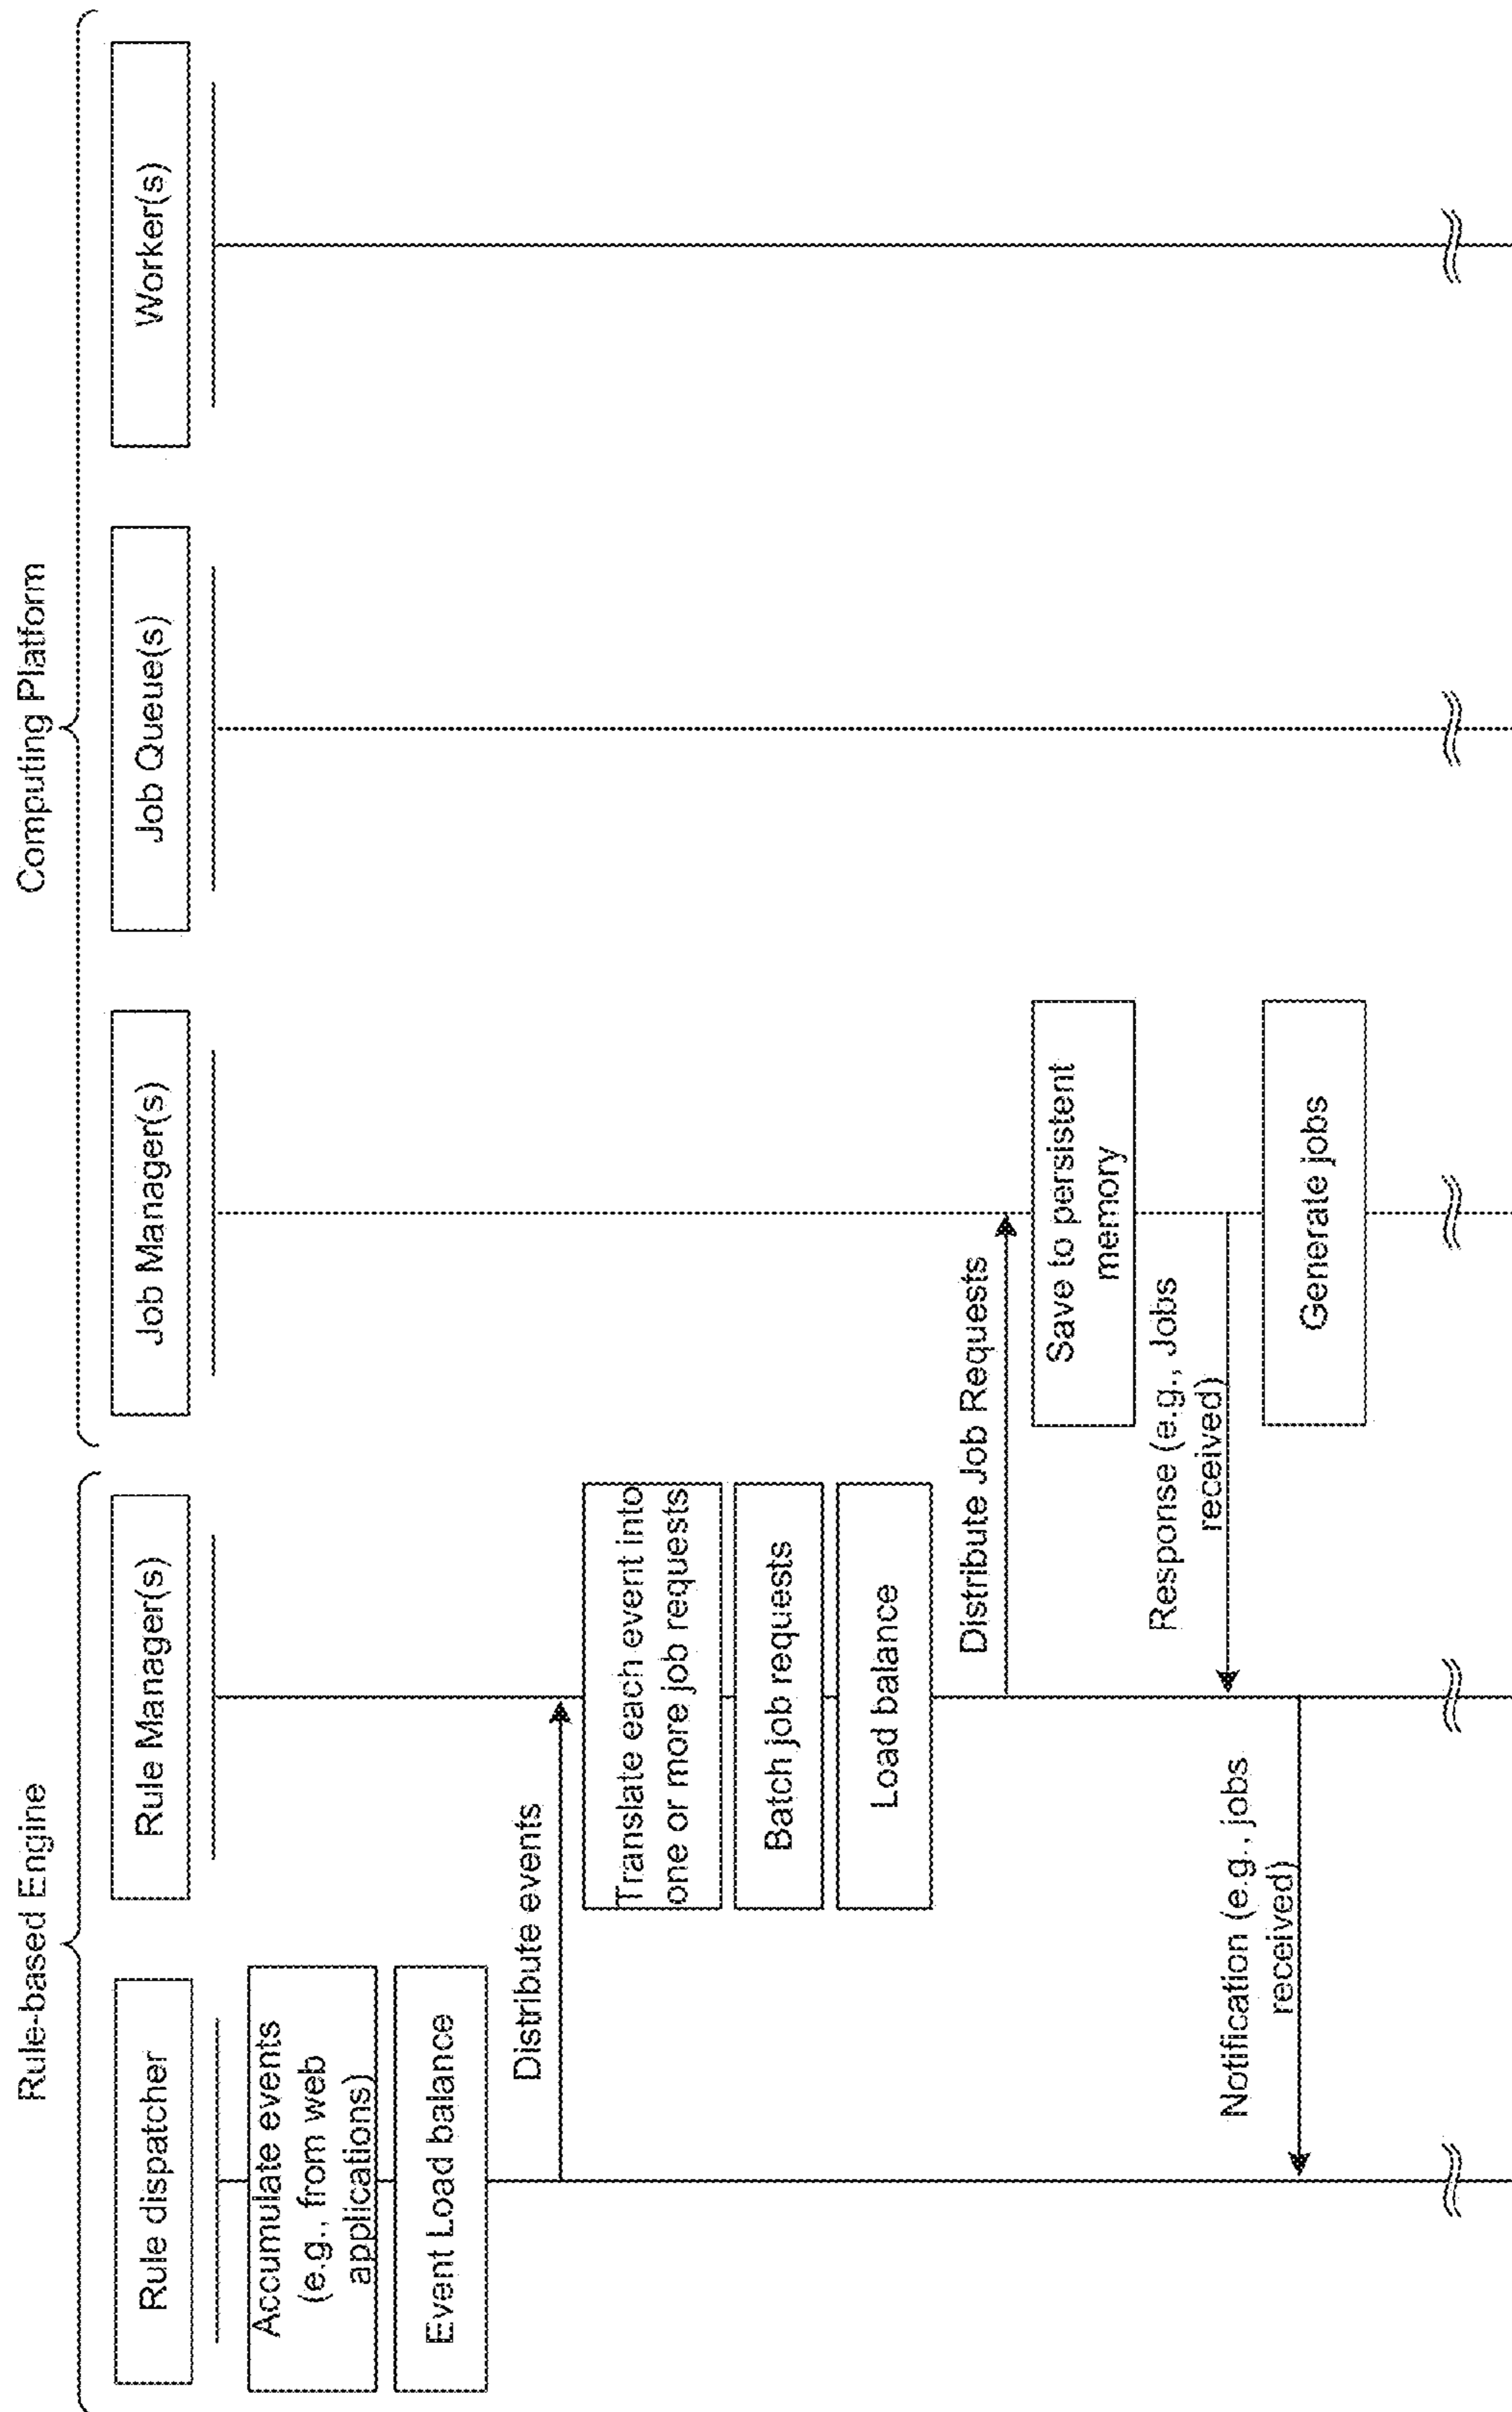 Rule-based Engine
Computing Platform
Rule dispatcher
Rule Manager(s)
Job Manager(s)
Job Queue(s)
Worker(s)
Accumulate events
(e.g., from web
applications)
Event Load balance
Distribute events
Translate each event into
one or more job requests
Batch job requests
Load balance
Distribute Job Requests
Save to persistent
memory
Response (e.g., Jobs
received)
Notification (e.g., jobs
received)
Generate jobs